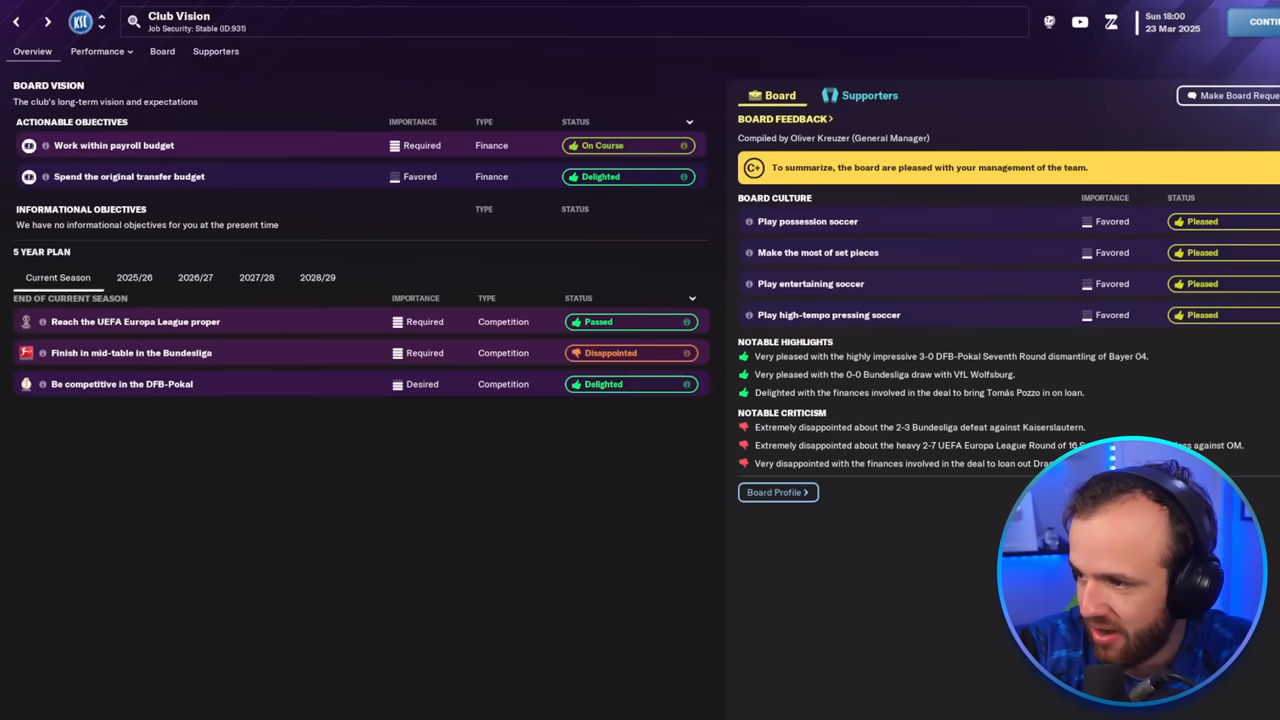 KSC
Club Vision
Job Security: Stable (ID:931)
Sun 18:00
23 Mar 2025
CONTI
Overview
Performance
Board
Supporters
BOARD VISION
The club's long-term vision and expectations
ACTIONABLE OBJECTIVES IMPORTANCE TYPE STATUS
Work within payroll budget Required Finance On Course
Spend the original transfer budget Favored Finance Delighted
INFORMATIONAL OBJECTIVES TYPE STATUS
We have no informational objectives for you at the present time
5 YEAR PLAN
Current Season 2025/26 2026/27 2027/28 2028/29
END OF CURRENT SEASON IMPORTANCE TYPE STATUS
Reach the UEFA Europa League proper Required Competition Passed
Finish in mid-table in the Bundesliga Required Competition Disappointed
Be competitive in the DFB-Pokal Desired Competition Delighted
Board Supporters Make Board Reque
BOARD FEEDBACK >
Compiled by Oliver Kreuzer (General Manager)
C+ To summarize, the board are pleased with your management of the team.
BOARD CULTURE IMPORTANCE STATUS
Play possession soccer Favored Pleased
Make the most of set pieces Favored Pleased
Play entertaining soccer Favored Pleased
Play high-tempo pressing soccer Favored Pleased
NOTABLE HIGHLIGHTS
Very pleased with the highly impressive 3-0 DFB-Pokal Seventh Round dismantling of Bayer 04.
Very pleased with the 0-0 Bundesliga draw with VfL Wolfsburg.
Delighted with the finances involved in the deal to bring Tomás Pozzo in on loan.
NOTABLE CRITICISM
Extremely disappointed about the 2-3 Bundesliga defeat against Kaiserslautern.
Extremely disappointed about the heavy 2-7 UEFA Europa League Round of 16 against OM.
Very disappointed with the finances involved in the deal to loan out
Board Profile >